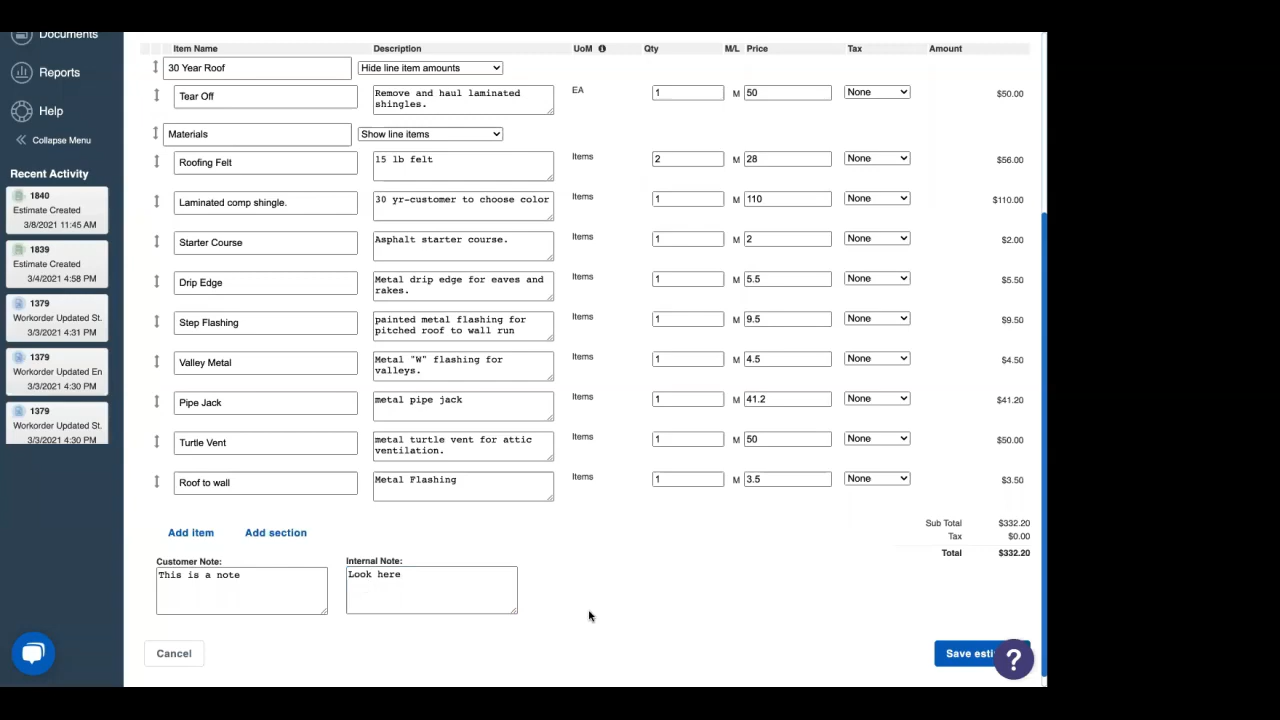 Documents
Reports
Help
Collapse Menu
Recent Activity
1840
Estimate Created
3/8/2021 11:45 AM
1839
Estimate Created
3/4/2021 4:58 PM
1379
Workorder Updated St.
3/3/2021 4:31 PM
1379
Workorder Updated En
3/3/2021 4:30 PM
1379
Workorder Updated St.
3/3/2021 4:30 PM
Item Name Description UoM Qty M/L Price Tax Amount
30 Year Roof Hide line item amounts
Tear Off Remove and haul laminated EA 1 M 50 None $50.00
shingles.
Materials Show line items
Roofing Felt 15 lb felt Items 2 M 28 None $56.00
Laminated comp shingle. 30 yr-customer to choose color Items 1 M 110 None $110.00
Starter Course Asphalt starter course. Items 1 M 2 None $2.00
Drip Edge Metal drip edge for eaves and Items 1 M 5.5 None $5.50
rakes.
Step Flashing painted metal flashing for Items 1 M 9.5 None $9.50
pitched roof to wall run
Valley Metal Metal "W" flashing for Items 1 M 4.5 None $4.50
valleys.
Pipe Jack metal pipe jack Items 1 M 41.2 None $41.20
Turtle Vent metal turtle vent for attic Items 1 M 50 None $50.00
ventilation.
Roof to wall Metal Flashing Items 1 M 3.5 None $3.50
Add item Add section
Sub Total $332.20
Tax $0.00
Total $332.20
Customer Note: Internal Note:
This is a note Look here
Cancel Save esti ?